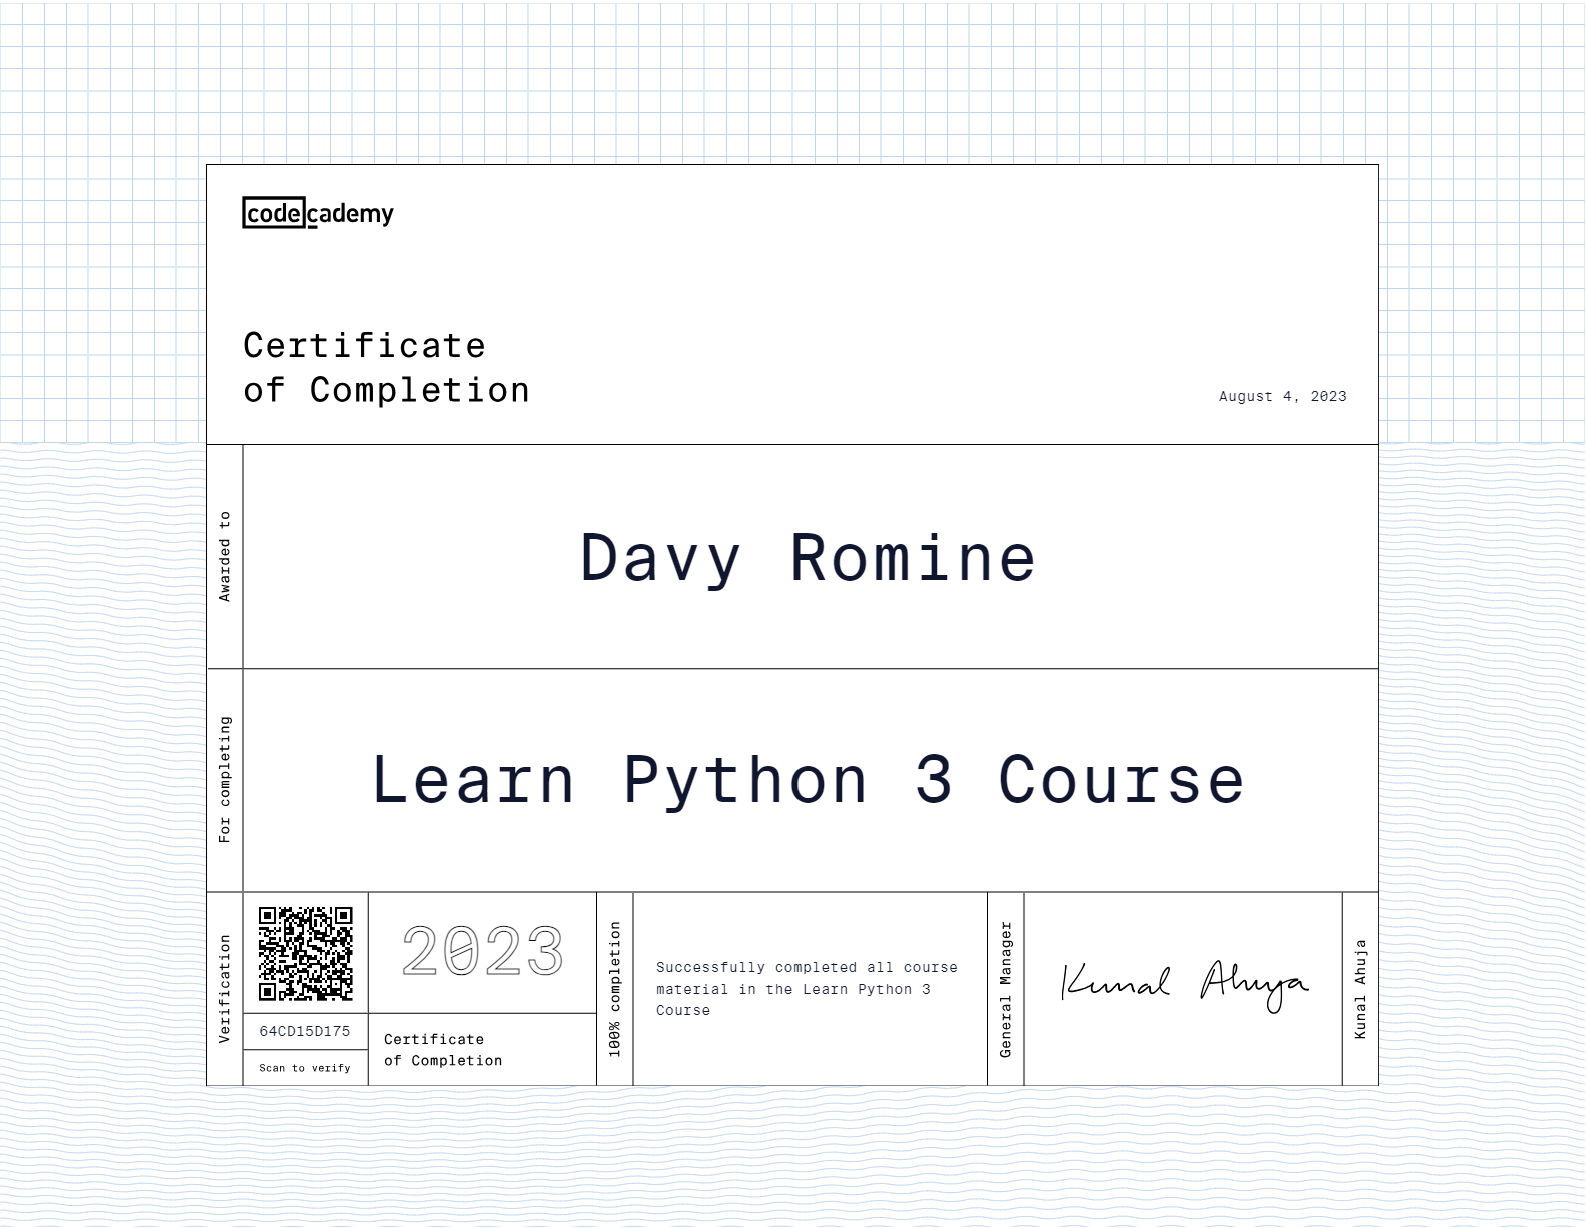 codecademy
Certificate
of Completion
August 4, 2023
Awarded to
Davy Romine
For completing
Learn Python 3 Course
Verification
64CD15D175
Scan to verify
2023
Certificate
of Completion
100% completion
Successfully completed all course
material in the Learn Python 3
Course
General Manager
Kunal Ahuja
Kunal Ahuja